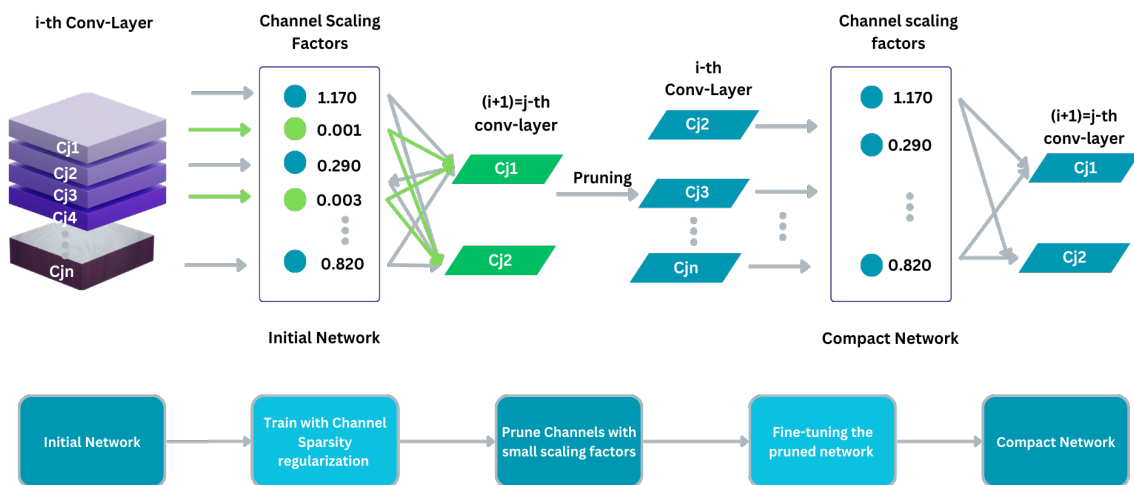 i-th Conv-Layer
Channel Scaling
Factors
Cj1
Cj2
Cj3
Cj4
Cjn
1.170
0.001
0.290
0.003
0.820
(i+1)=j-th
conv-layer
Cj1
Cj2
Initial Network
Pruning
i-th
Conv-Layer
Cj2
Cj3
Cjn
Channel scaling
factors
1.170
0.290
0.820
(i+1)=j-th
conv-layer
Cj1
Cj2
Compact Network
Initial Network
Train with Channel
Sparsity
regularization
Prune Channels with
small scaling factors
Fine-tuning the
pruned network
Compact Network